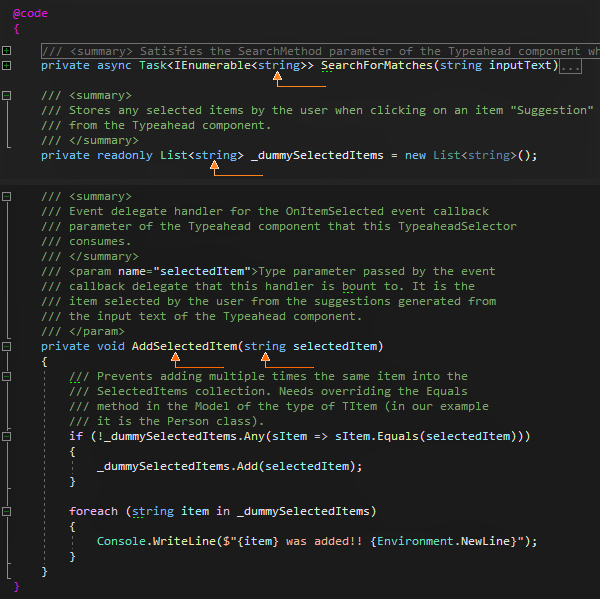 @code
{
/// <summary> Satisfies the SearchMethod parameter of the Typeahead component wh
private async Task<IEnumerable<string>> SearchForMatches(string inputText)...
/// <summary>
/// Stores any selected items by the user when clicking on an item "Suggestion"
/// from the Typeahead component.
/// </summary>
private readonly List<string> _dummySelectedItems = new List<string>();
/// <summary>
/// Event delegate handler for the OnItemSelected event callback
/// parameter of the Typeahead component that this TypeaheadSelector
/// consumes.
/// </summary>
/// <param name="selectedItem">Type parameter passed by the event
/// callback delegate that this handler is bount to. It is the
/// item selected by the user from the suggestions generated from
/// the input text of the Typeahead component.
/// </param>
private void AddSelectedItem(string selectedItem)
{
/// Prevents adding multiple times the same item into the
/// SelectedItems collection. Needs overriding the Equals
/// method in the Model of the type of TItem (in our example
/// it is the Person class).
if (!_dummySelectedItems.Any(sItem => sItem.Equals(selectedItem)))
{
_dummySelectedItems.Add(selectedItem);
}
foreach (string item in _dummySelectedItems)
{
Console.WriteLine($"{item} was added!! {Environment.NewLine}");
}
}
}